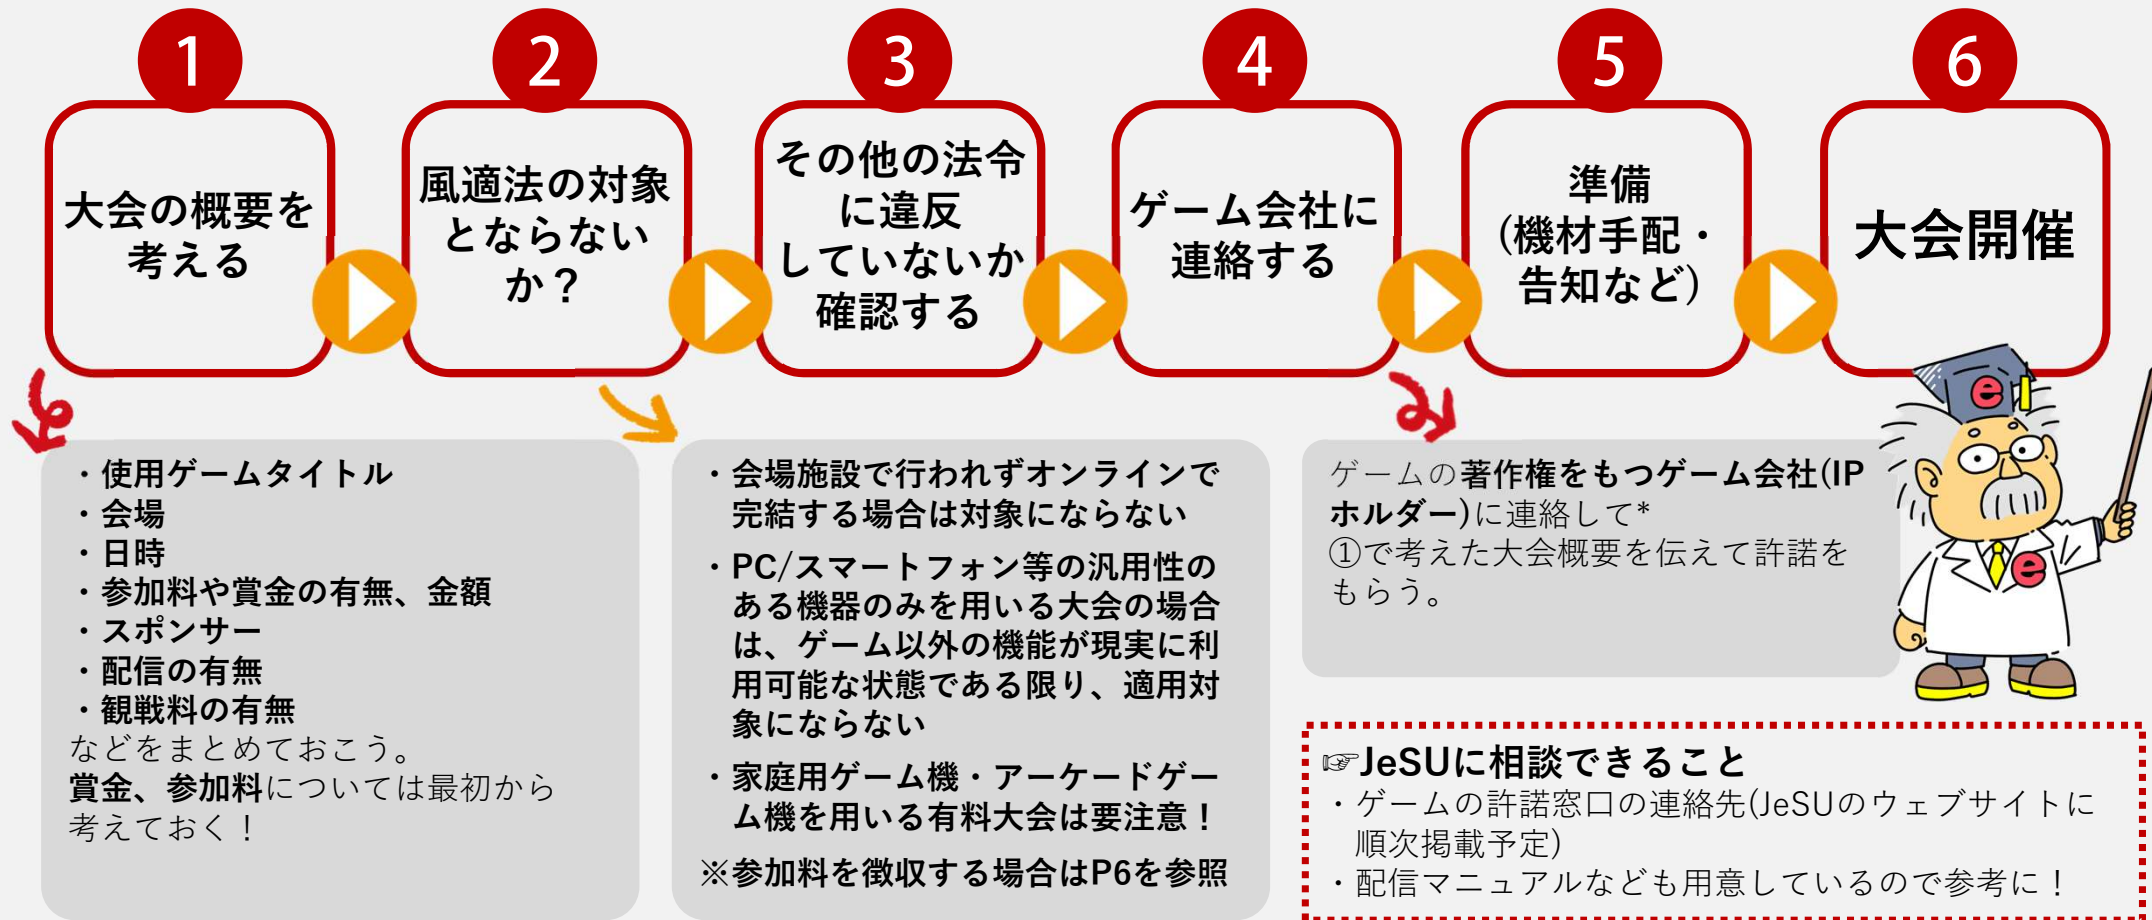 1
大会の概要を
考える
2
風適法の対象
とならない
か？
3
その他の法令
に違反
していないか
確認する
4
ゲーム会社に
連絡する
5
準備
(機材手配・
告知など)
6
大会開催
・使用ゲームタイトル
・会場
・日時
・参加料や賞金の有無、金額
・スポンサー
・配信の有無
・観戦料の有無
などをまとめておこう。
賞金、参加料については最初から
考えておく！
・会場施設で行われずオンラインで
完結する場合は対象にならない
・PC/スマートフォン等の汎用性の
ある機器のみを用いる大会の場合
は、ゲーム以外の機能が現実に利
用可能な状態である限り、適用対
象にならない
・家庭用ゲーム機・アーケードゲー
ム機を用いる有料大会は要注意！
※参加料を徴収する場合はP6を参照
ゲームの著作権をもつゲーム会社(IP
ホルダー)に連絡して*
①で考えた大会概要を伝えて許諾を
もらう。
e
e
☞JeSUに相談できること
・ゲームの許諾窓口の連絡先(JeSUのウェブサイトに
順次掲載予定)
・配信マニュアルなども用意しているので参考に！